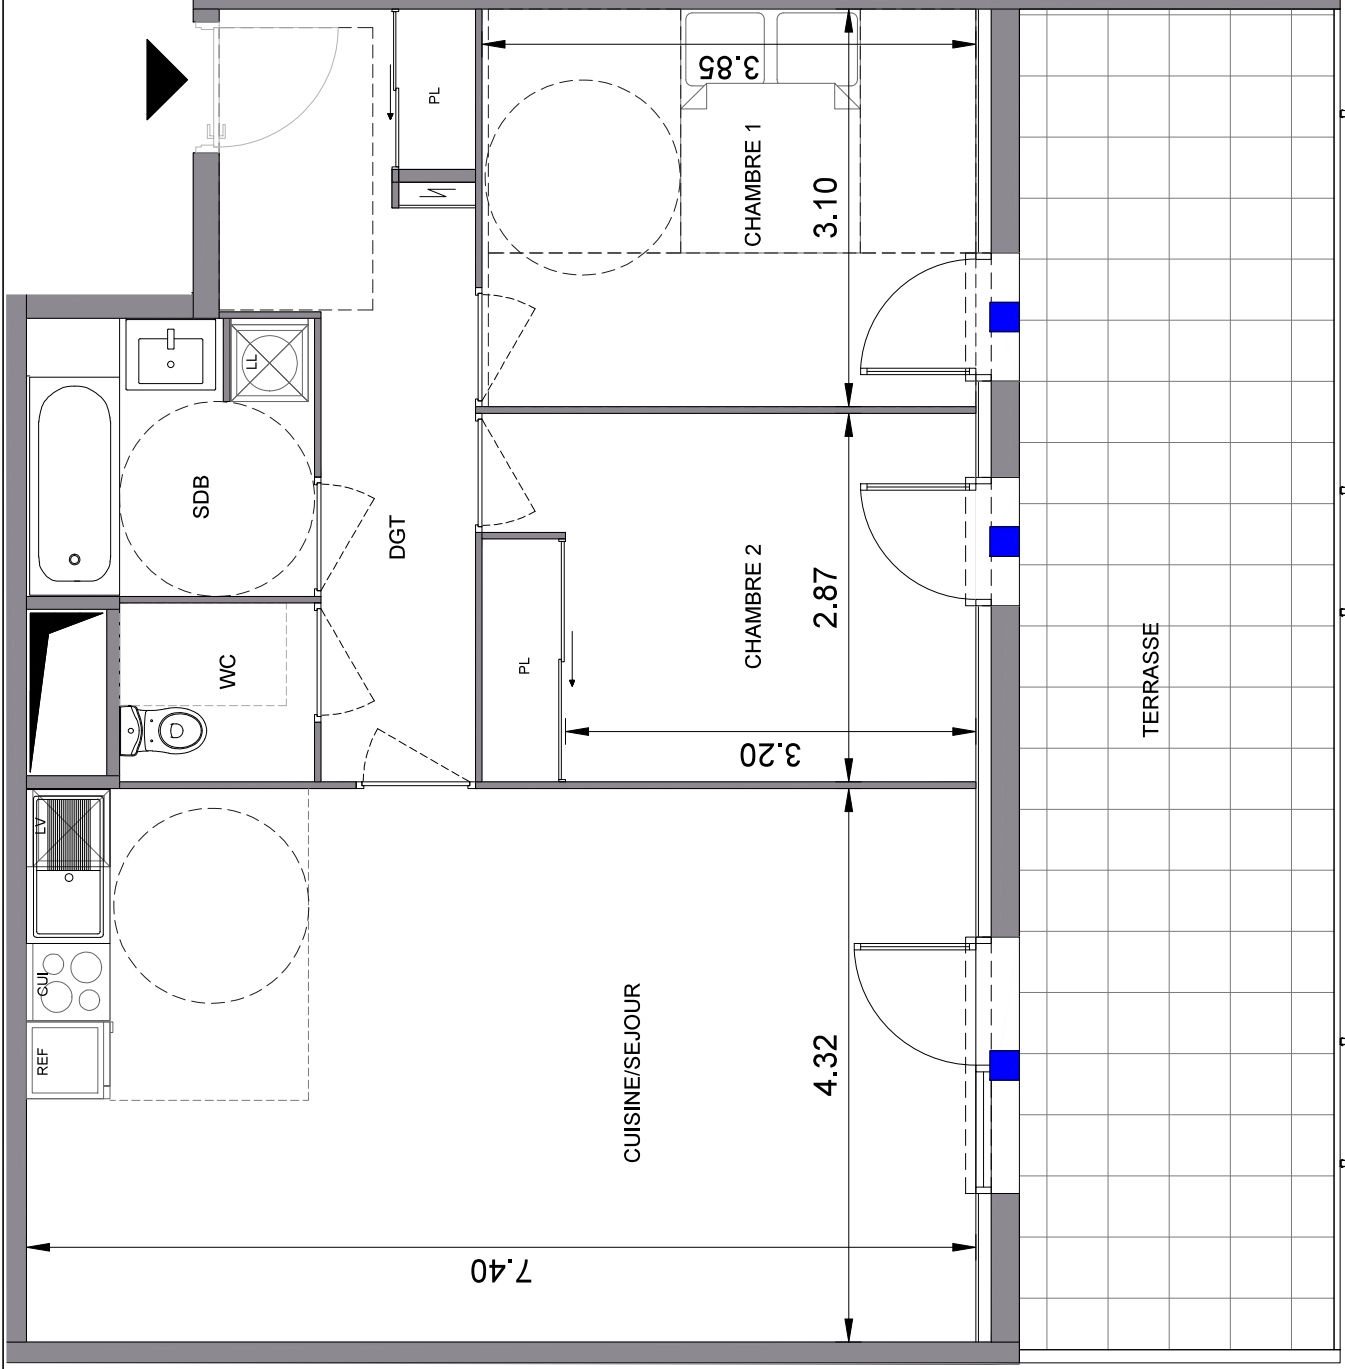 PL
3.85
CHAMBRE 1
3.10
LL
SDB
DGT
CHAMBRE 2
2.87
PL
WC
3.20
TERRASSE
LV
CUI
REF
CUISINE/SEJOUR
4.32
7.40